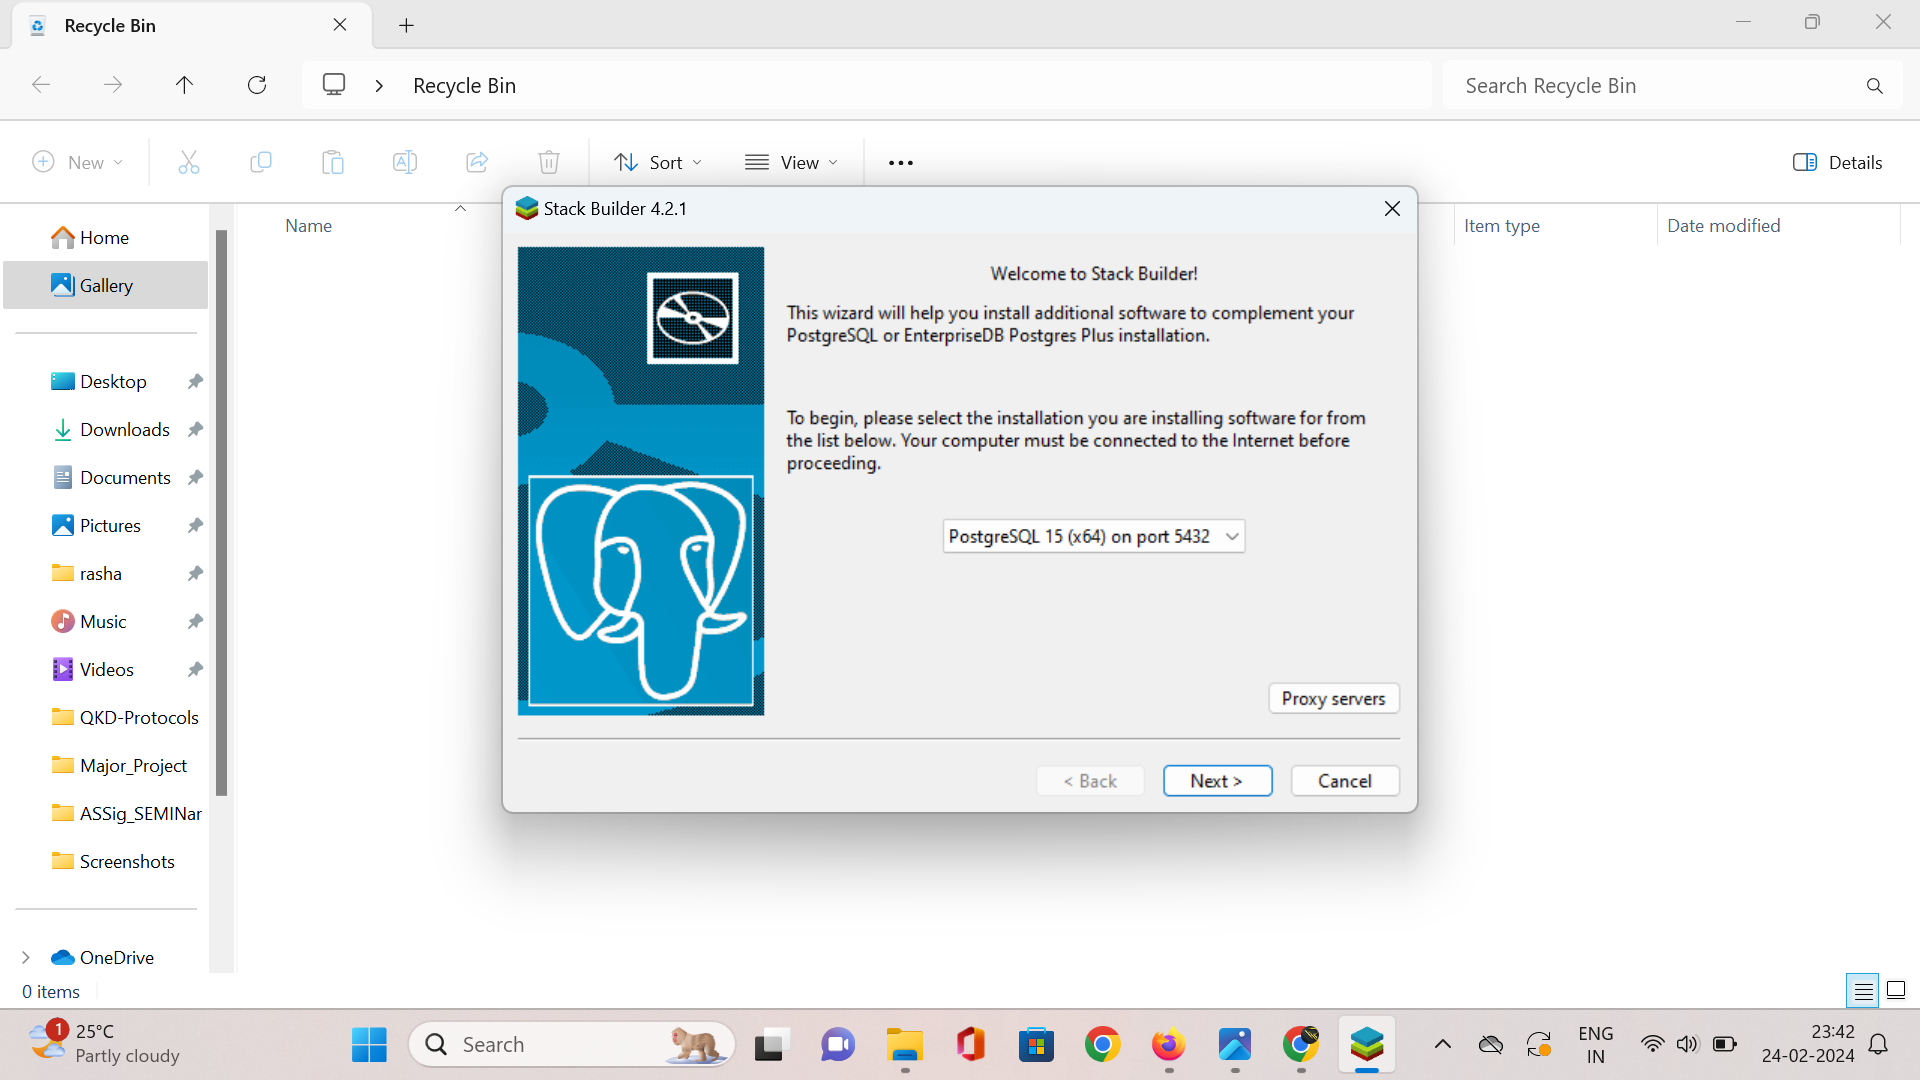 Recycle Bin
Recycle Bin
Search Recycle Bin
New
Sort
View
Details
Name
Item type
Date modified
Home
Gallery
Desktop
Downloads
Documents
Pictures
rasha
Music
Videos
QKD-Protocols
Major_Project
ASSig_SEMINar
Screenshots
OneDrive
0 items
Stack Builder 4.2.1
Welcome to Stack Builder!
This wizard will help you install additional software to complement your
PostgreSQL or EnterpriseDB Postgres Plus installation.
To begin, please select the installation you are installing software for from
the list below. Your computer must be connected to the Internet before
proceeding.
PostgreSQL 15 (x64) on port 5432
Proxy servers
< Back
Next >
Cancel
1
25°C
Partly cloudy
Search
ENG
IN
23:42
24-02-2024